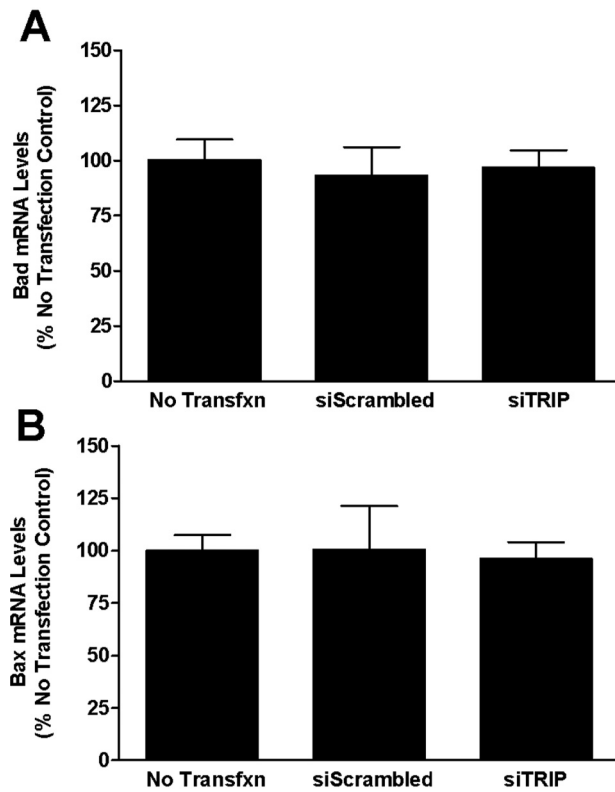 A
Bad mRNA Levels
(% No Transfection Control)
150
125
100
75
50
25
0
No Transfxn siScrambled siTRIP
B
Bax mRNA Levels
(% No Transfection Control)
150
125
100
75
50
25
0
No Transfxn siScrambled siTRIP